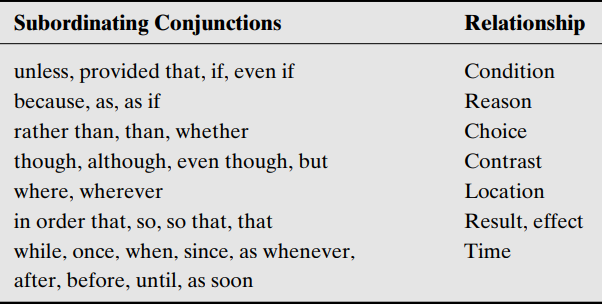 Subordinating Conjunctions Relationship
unless, provided that, if, even if Condition
because, as, as if Reason
rather than, than, whether Choice
though, although, even though, but Contrast
where, wherever Location
in order that, so, so that, that Result, effect
while, once, when, since, as whenever, Time
after, before, until, as soon